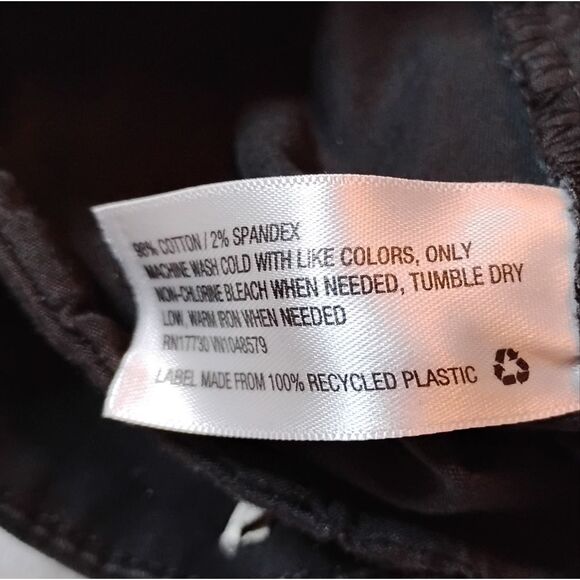 98% COTTON / 2% SPANDEX
MACHINE WASH COLD WITH LIKE COLORS, ONLY
NON-CHLORINE BLEACH WHEN NEEDED, TUMBLE DRY
LOW, WARM IRON WHEN NEEDED
RN17730 VN1048579
LABEL MADE FROM 100% RECYCLED PLASTIC